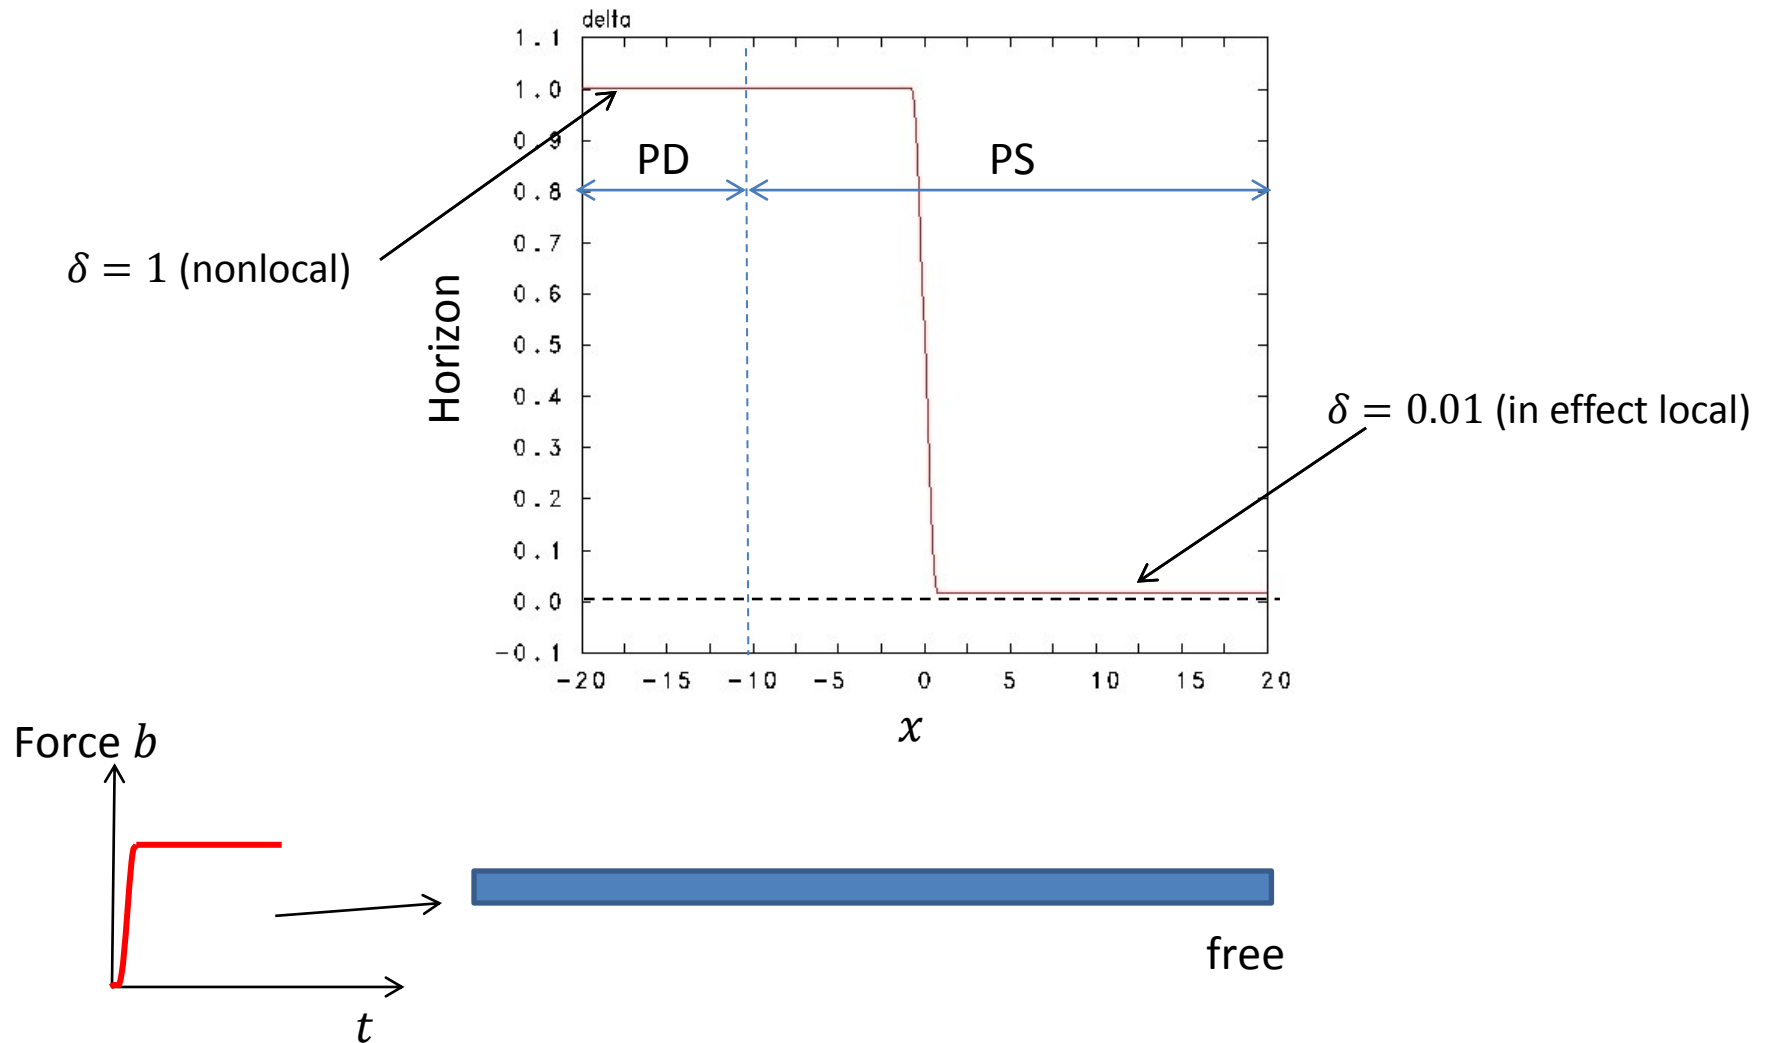 delta
1.1
1.0
0.9
0.8
0.7
0.6
0.5
0.4
0.3
0.2
0.1
0.0
-0.1
PD
PS
δ = 1 (nonlocal)
Horizon
δ = 0.01 (in effect local)
-20 -15 -10 -5 0 5 10 15 20
x
Force b
t
free